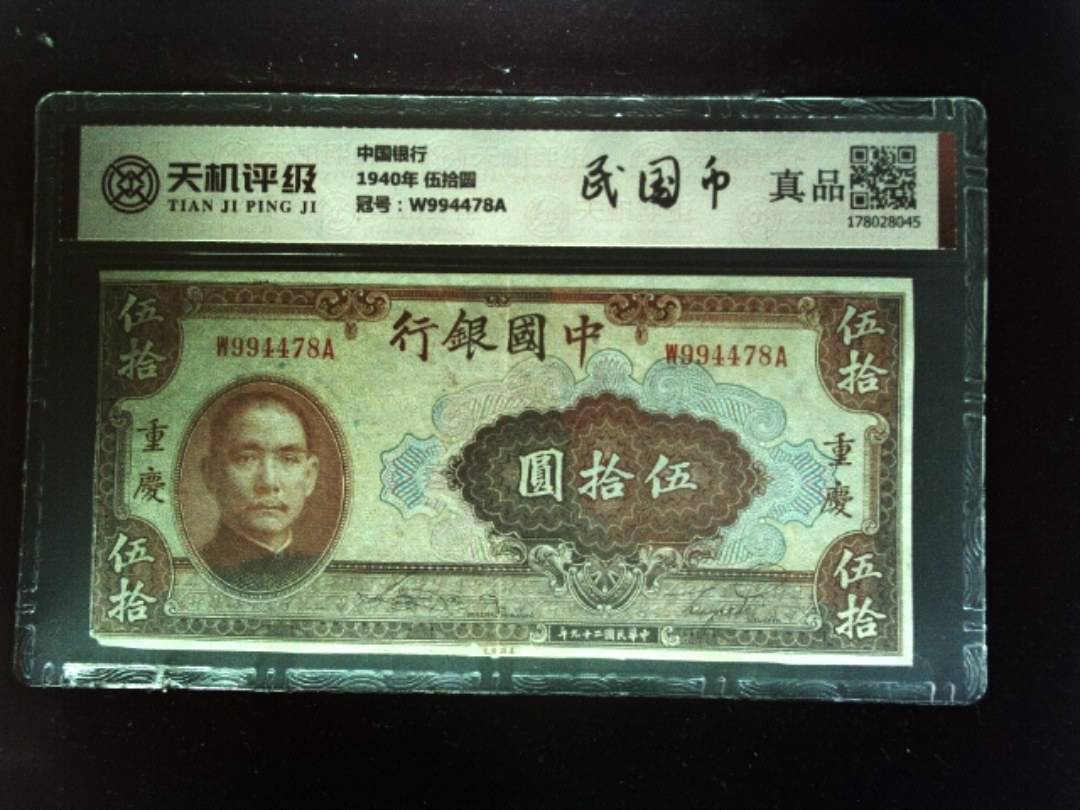 天机评级
TIAN JI PING JI
中国银行
1940年 伍拾圆
冠号：W994478A
民国币
真品
178028045
伍拾
行銀國中
伍拾
W994478A
W994478A
重慶
圓拾伍
重慶
伍拾
伍拾
年九十二國民華中